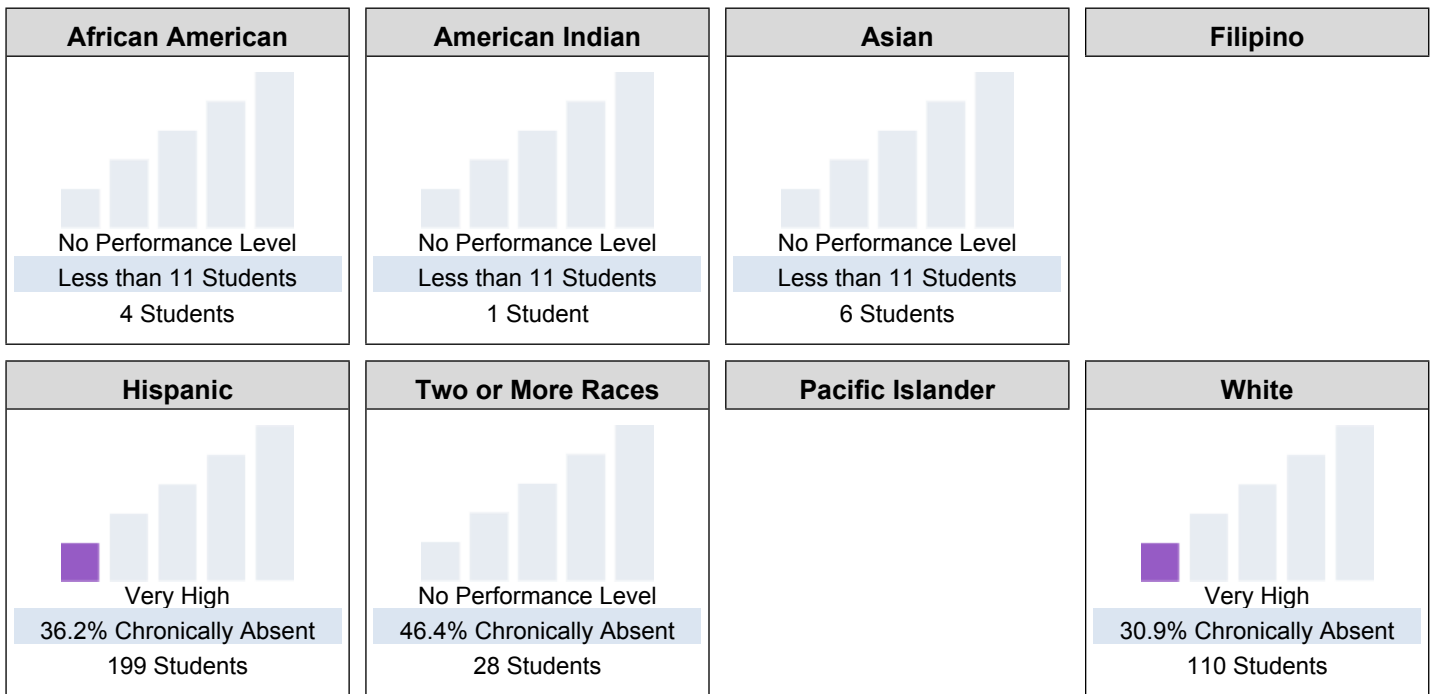 African American
American Indian
Asian
Filipino
No Performance Level
Less than 11 Students
4 Students
No Performance Level
Less than 11 Students
1 Student
No Performance Level
Less than 11 Students
6 Students
Hispanic
Two or More Races
Pacific Islander
White
Very High
36.2% Chronically Absent
199 Students
No Performance Level
46.4% Chronically Absent
28 Students
Very High
30.9% Chronically Absent
110 Students